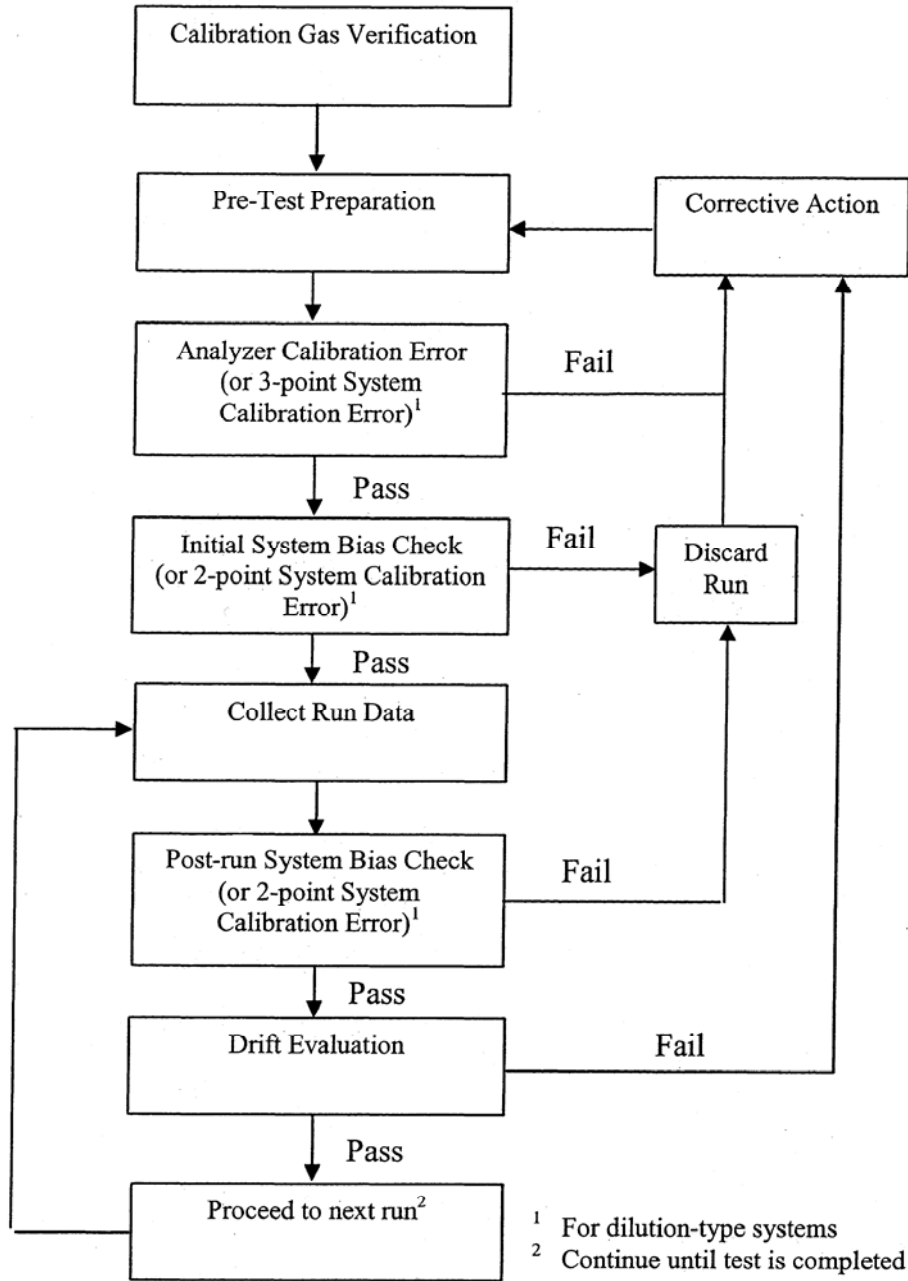 Calibration Gas Verification
Pre-Test Preparation
Corrective Action
Analyzer Calibration Error
(or 3-point System
Calibration Error)¹
Fail
Pass
Initial System Bias Check
(or 2-point System Calibration
Error)¹
Fail
Discard
Run
Pass
Collect Run Data
Post-run System Bias Check
(or 2-point System
Calibration Error)¹
Fail
Pass
Drift Evaluation
Fail
Pass
Proceed to next run²
¹ For dilution-type systems
² Continue until test is completed